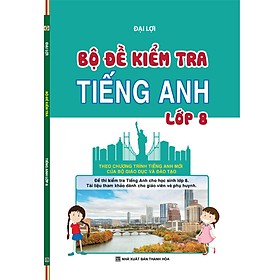 ĐẠI LỢI
BỘ ĐỀ KIỂM TRA
TIẾNG ANH
LỚP 8
THEO CHƯƠNG TRÌNH TIẾNG ANH MỚI
CỦA BỘ GIÁO DỤC VÀ ĐÀO TẠO
Đề thi kiểm tra Tiếng Anh cho học sinh lớp 8.
Tài liệu tham khảo dành cho giáo viên và phụ huynh.
NHÀ XUẤT BẢN THANH HÓA